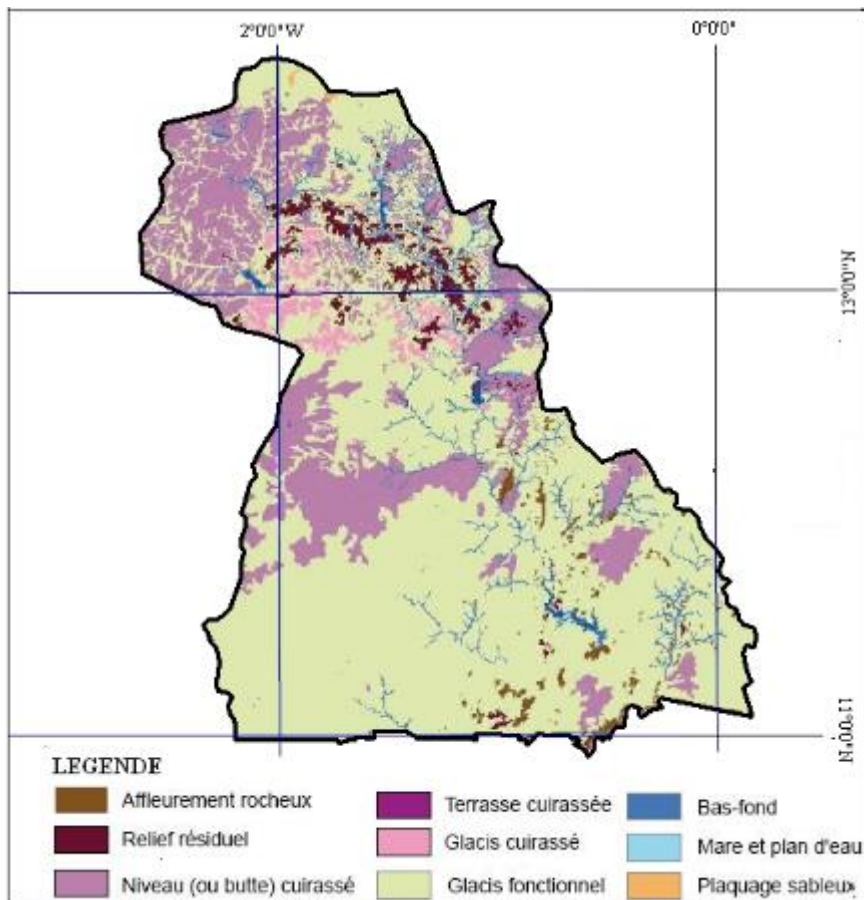 2°0'0"W
0°0'0"
13°0'0"N
11°0'0"N
LEGENDE
Affleurement rocheux
Terrasse cuirassée
Bas-fond
Relief résiduel
Glacis cuirassé
Mare et plan d'eau
Niveau (ou butte) cuirassé
Glacis fonctionnel
Plaquage sableux